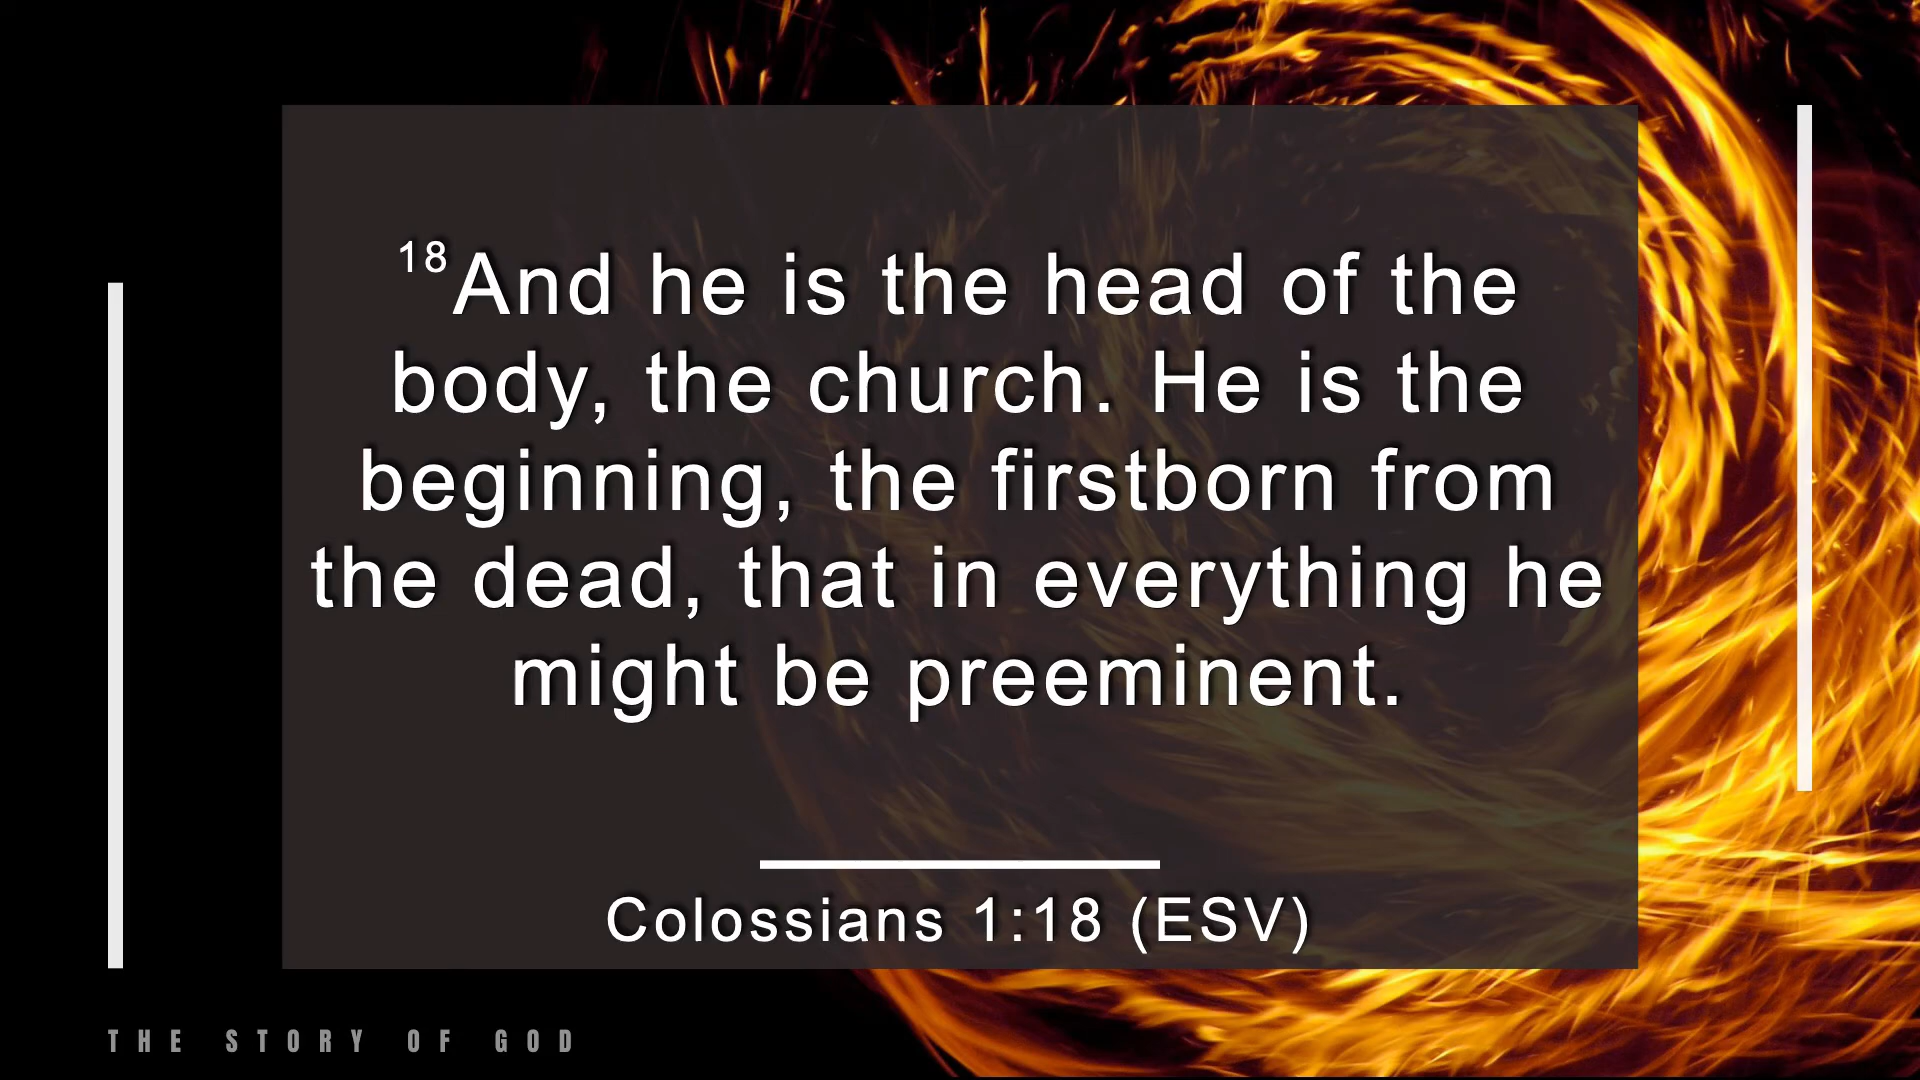 18And he is the head of the
body, the church. He is the
beginning, the firstborn from
the dead, that in everything he
might be preeminent.
Colossians 1:18 (ESV)
THE STORY OF GOD